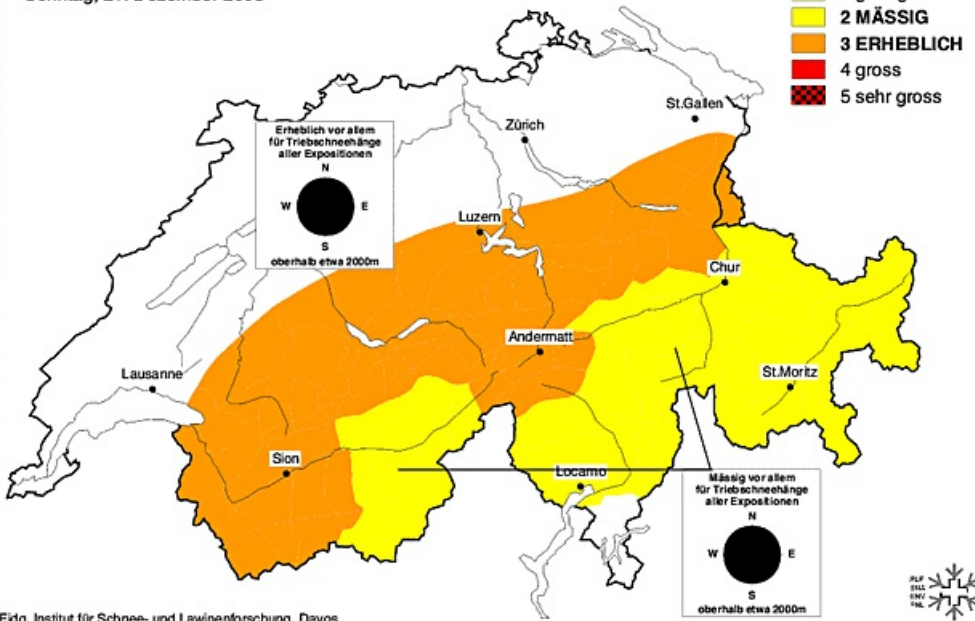 2 MÄSSIG
3 ERHEBLICH
4 gross
5 sehr gross
St.Gallen
Zürich
Erheblich vor allem
für Triebschneehänge
aller Expositionen
N
W E
S
oberhalb etwa 2000m
Luzern
Chur
Andermatt
Lausanne
St.Moritz
Sion
Locarno
Mässig vor allem
für Triebschneehänge
aller Expositionen
N
W E
S
oberhalb etwa 2000m
SLF
Eidg. Institut für Schnee- und Lawinenforschung, Davos